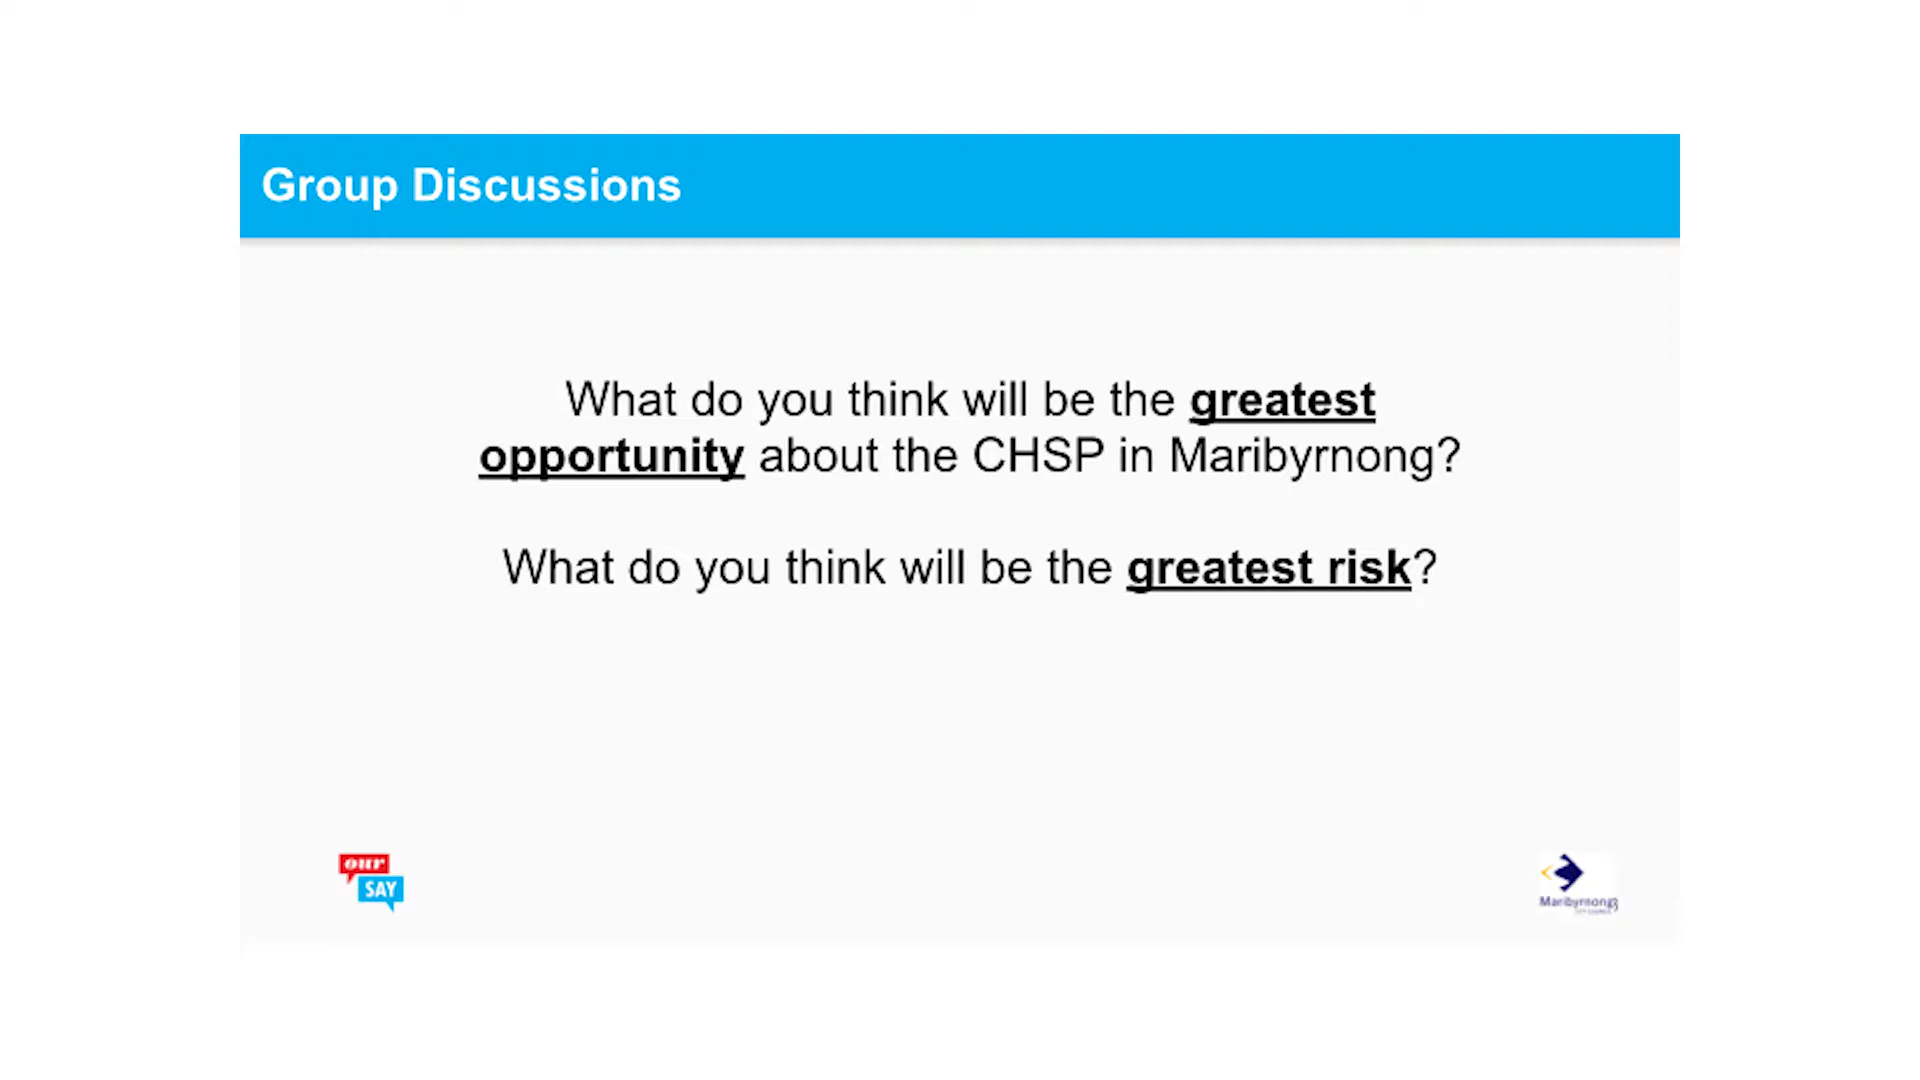 Group Discussions
What do you think will be the greatest
opportunity about the CHSP in Maribyrnong?
What do you think will be the greatest risk?
our
SAY
Maribyrnong